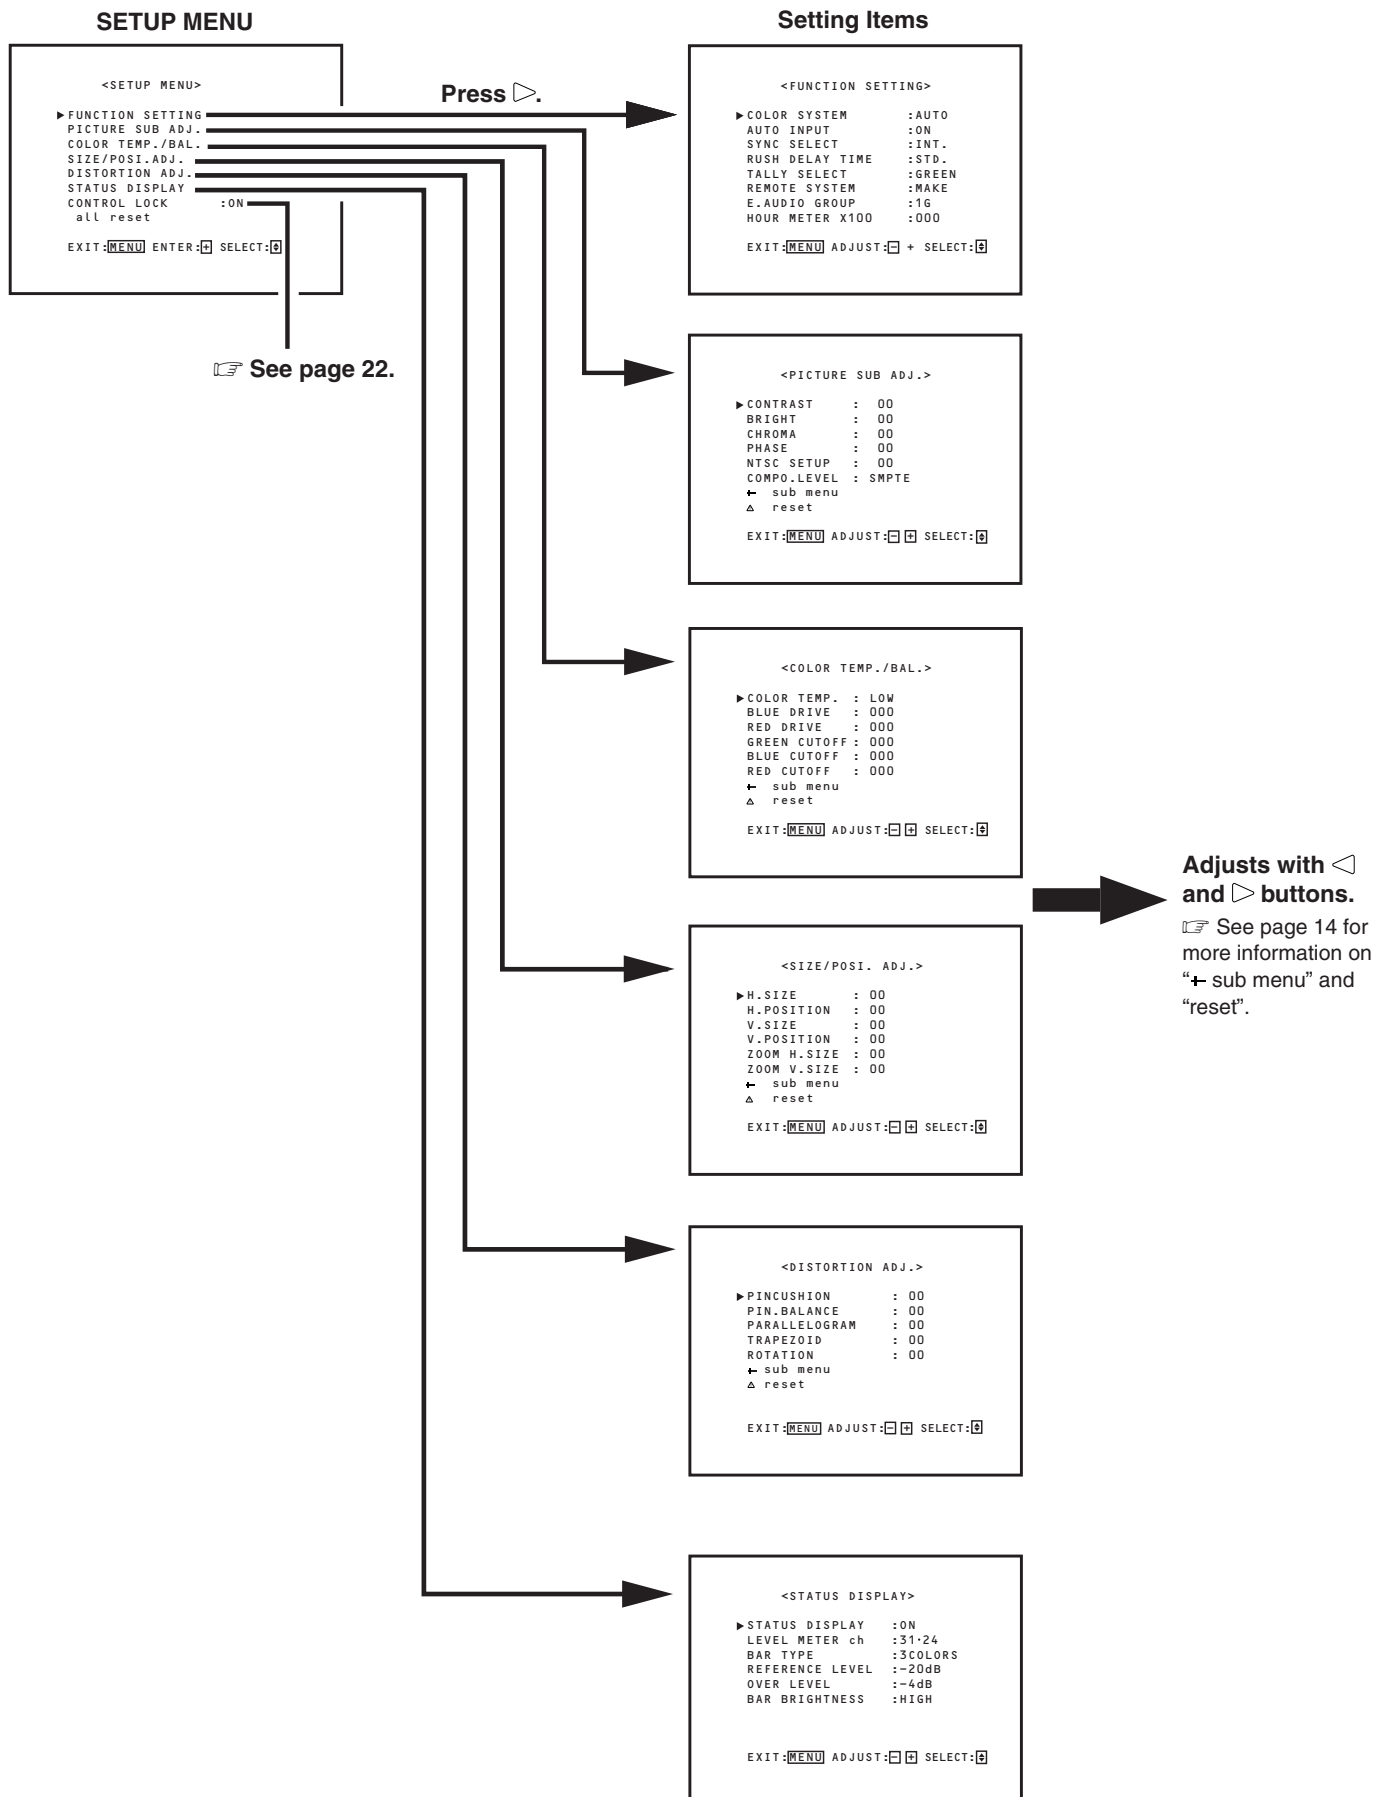 SETUP MENU
<SETUP MENU>
▶FUNCTION SETTING
PICTURE SUB ADJ.
COLOR TEMP./BAL.
SIZE/POSI.ADJ.
DISTORTION ADJ.
STATUS DISPLAY
CONTROL LOCK :ON
all reset
EXIT:MENU ENTER:+ SELECT:♦
Press ▷.
☞ See page 22.
Setting Items
<FUNCTION SETTING>
▶COLOR SYSTEM :AUTO
AUTO INPUT :ON
SYNC SELECT :INT.
RUSH DELAY TIME :STD.
TALLY SELECT :GREEN
REMOTE SYSTEM :MAKE
E.AUDIO GROUP :1G
HOUR METER X100 :000
EXIT:MENU ADJUST:- + SELECT:♦
<PICTURE SUB ADJ.>
▶CONTRAST : 00
BRIGHT : 00
CHROMA : 00
PHASE : 00
NTSC SETUP : 00
COMPO.LEVEL : SMPTE
← sub menu
△ reset
EXIT:MENU ADJUST:- + SELECT:♦
<COLOR TEMP./BAL.>
▶COLOR TEMP. : LOW
BLUE DRIVE : 000
RED DRIVE : 000
GREEN CUTOFF : 000
BLUE CUTOFF : 000
RED CUTOFF : 000
← sub menu
△ reset
EXIT:MENU ADJUST:- + SELECT:♦
<SIZE/POSI. ADJ.>
▶H.SIZE : 00
H.POSITION : 00
V.SIZE : 00
V.POSITION : 00
ZOOM H.SIZE : 00
ZOOM V.SIZE : 00
← sub menu
△ reset
EXIT:MENU ADJUST:- + SELECT:♦
<DISTORTION ADJ.>
▶PINCUSHION : 00
PIN.BALANCE : 00
PARALLELOGRAM : 00
TRAPEZOID : 00
ROTATION : 00
← sub menu
△ reset
EXIT:MENU ADJUST:- + SELECT:♦
<STATUS DISPLAY>
▶STATUS DISPLAY :ON
LEVEL METER ch :31·24
BAR TYPE :3COLORS
REFERENCE LEVEL :-20dB
OVER LEVEL :-4dB
BAR BRIGHTNESS :HIGH
EXIT:MENU ADJUST:- + SELECT:♦
Adjusts with ◁
and ▷ buttons.
☞ See page 14 for
more information on
“← sub menu” and
“reset”.